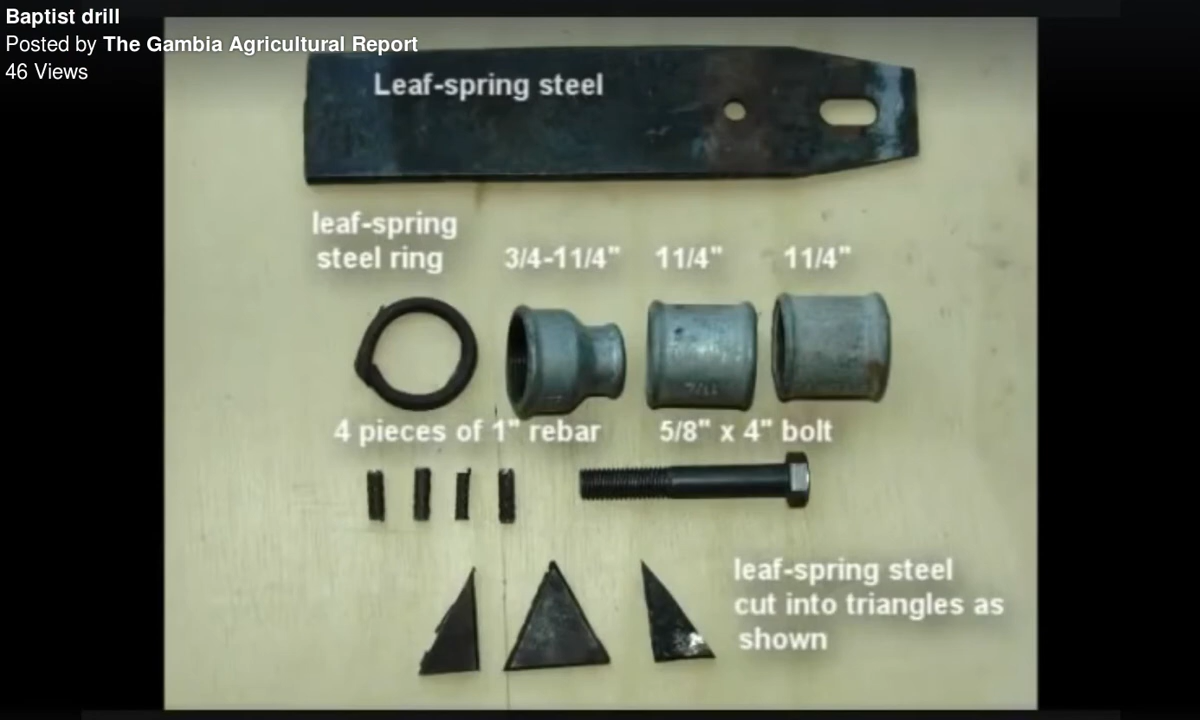 Baptist drill
Posted by The Gambia Agricultural Report
46 Views
Leaf-spring steel
leaf-spring
steel ring
3/4-11/4" 11/4" 11/4"
4 pieces of 1" rebar 5/8" x 4" bolt
leaf-spring steel
cut into triangles as
shown